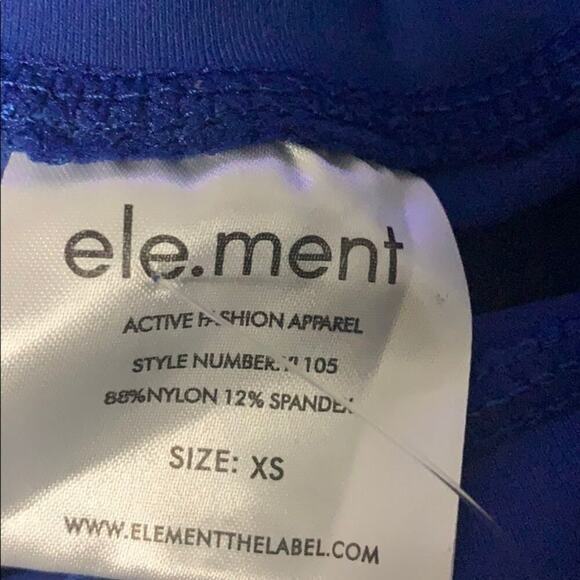 ele.ment
ACTIVE FASHION APPAREL
STYLE NUMBER: 105
88%NYLON 12% SPANDEX
SIZE: XS
WWW.ELEMENTTHELABEL.COM